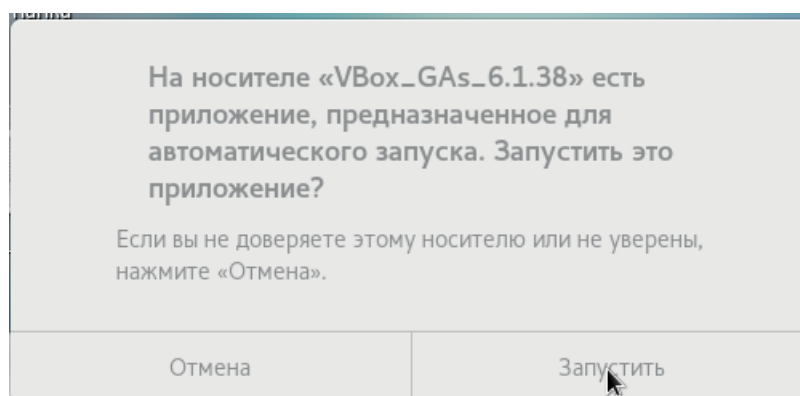 На носителе «VBox_GAs_6.1.38» есть
приложение, предназначенное для
автоматического запуска. Запустить это
приложение?
Если вы не доверяете этому носителю или не уверены,
нажмите «Отмена».
Отмена
Запустить